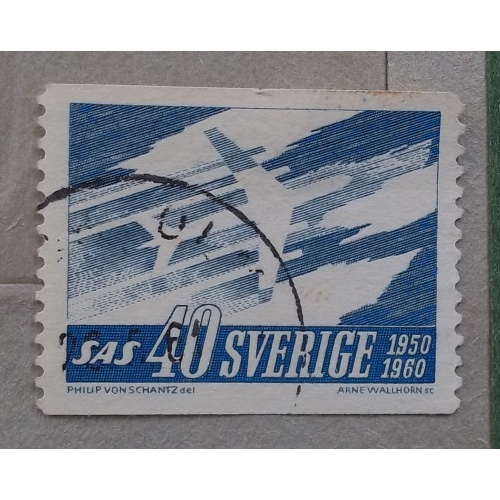 SAS 40 SVERIGE 1950
1960
PHILIP VON SCHANTZ del ARNE WALLHORN sc